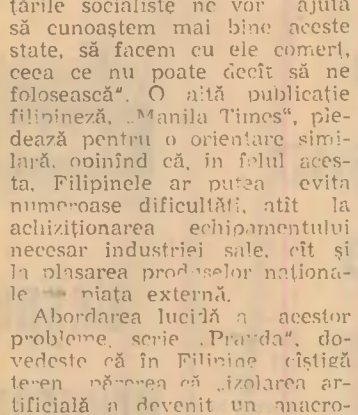 țările socialiste ne vor ajuta
să cunoaștem mai bine aceste
state, să facem cu ele comerț,
ceea ce nu poate decît să ne
folosească". O altă publicație
filipineză, „Manila Times", ple-
dează pentru o orientare simi-
lară, opinînd că, în felul aces-
ta, Filipinele ar putea evita
numeroase dificultăți, atît la
achiziționarea echipamentului
necesar industriei sale, cît și
la plasarea produselor naționa-
le piața externă.
Abordarea lucidă a acestor
probleme, scrie „Pravda", do-
vedește că în Filipine cîștigă
teren părerea că „izolarea ar-
tificială a devenit un anacro-